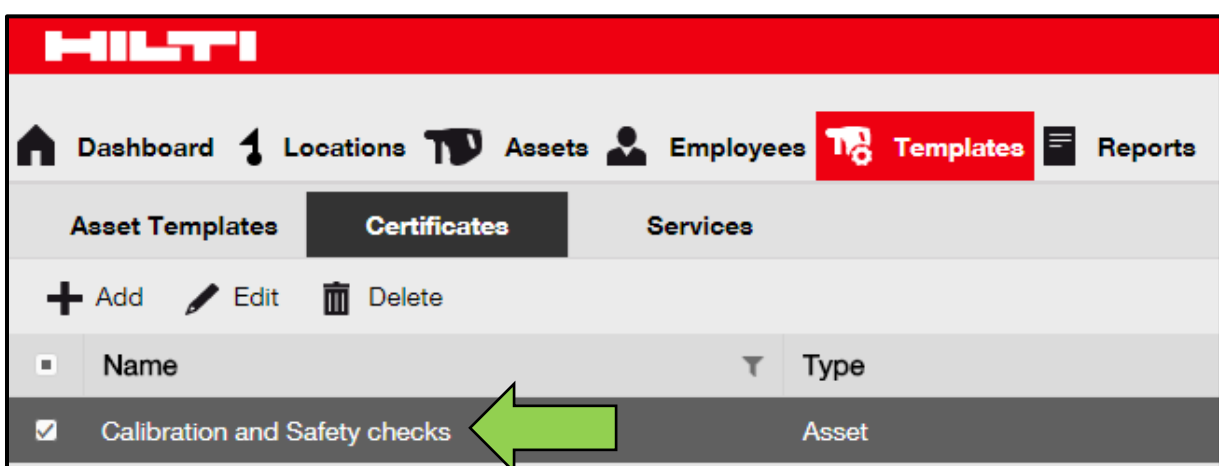 HILTI
Dashboard Locations Assets Employees Templates Reports
Asset Templates Certificates Services
Add Edit Delete
Name Type
Calibration and Safety checks Asset